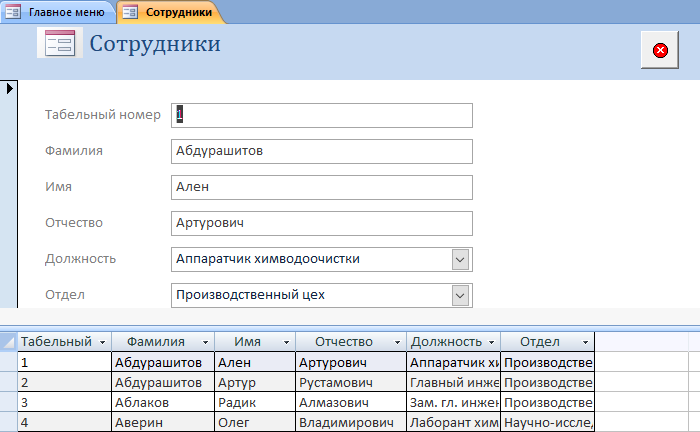 Главное меню Сотрудники
Сотрудники
Табельный номер 1
Фамилия Абдурашитов
Имя Ален
Отчество Артурович
Должность Аппаратчик химводоочистки
Отдел Производственный цех
Табельный Фамилия Имя Отчество Должность Отдел
1 Абдурашитов Ален Артурович Аппаратчик хи Производстве
2 Абдурашитов Артур Рустамович Главный инже Производстве
3 Аблаков Радик Алмазович Зам. гл. инжен Производстве
4 Аверин Олег Владимирович Лаборант хим Научно-иссле